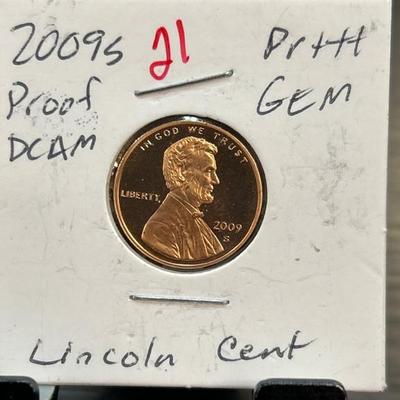 2009s 21 Pr+++
Proof GEM
DCAM
IN GOD WE TRUST
LIBERTY
2009
S
Lincoln Cent